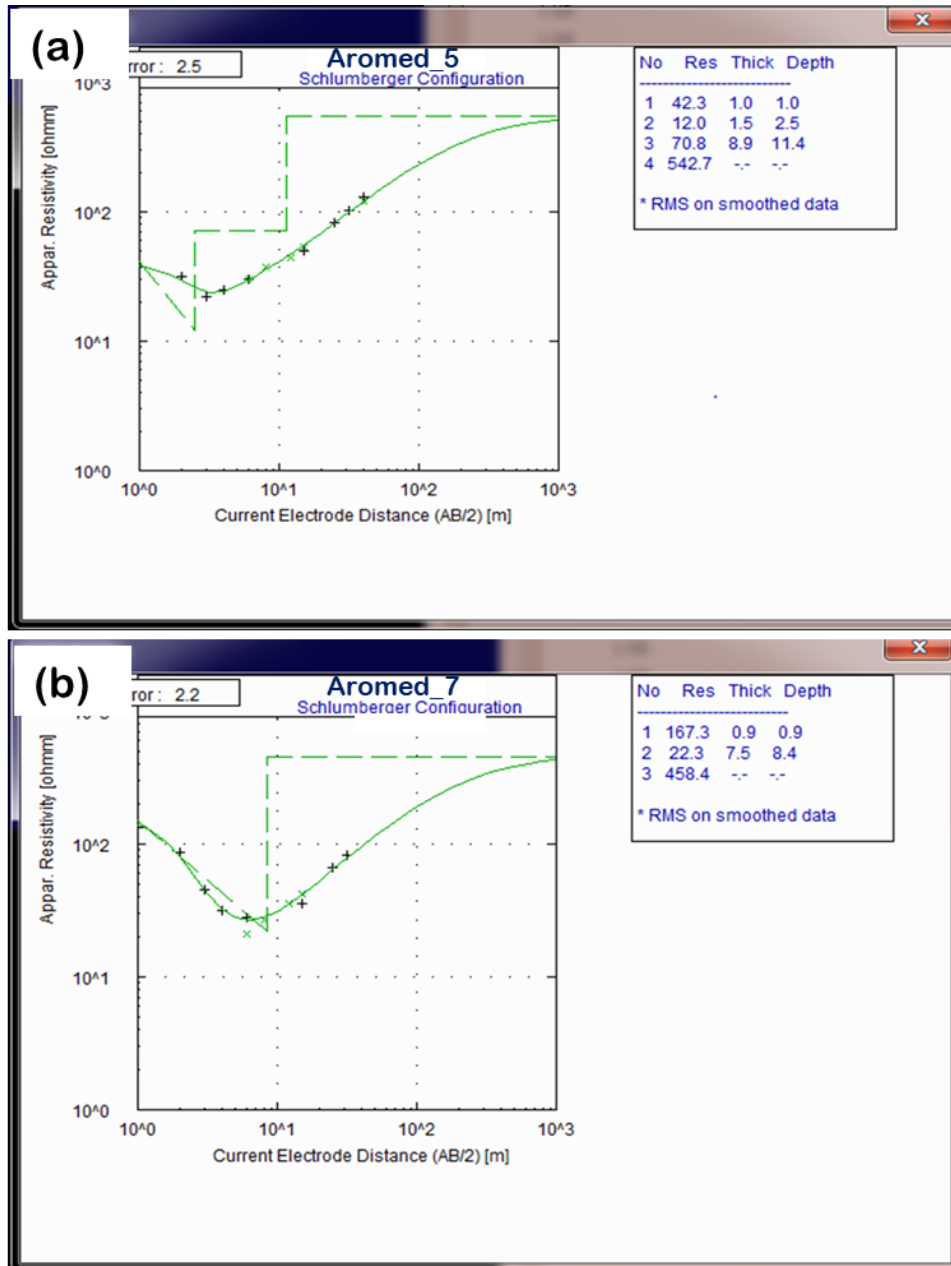 (a)
rror : 2.5
Aromed_5
Schlumberger Configuration
10^3
10^2
10^1
10^0
Appar. Resistivity [ohmm]
10^0 10^1 10^2 10^3
Current Electrode Distance (AB/2) [m]
No Res Thick Depth
---------------------------
1 42.3 1.0 1.0
2 12.0 1.5 2.5
3 70.8 8.9 11.4
4 542.7 -.- -.-
* RMS on smoothed data
(b)
ror : 2.2
Aromed_7
Schlumberger Configuration
10^2
10^1
10^0
Appar. Resistivity [ohmm]
10^0 10^1 10^2 10^3
Current Electrode Distance (AB/2) [m]
No Res Thick Depth
---------------------------
1 167.3 0.9 0.9
2 22.3 7.5 8.4
3 458.4 -.- -.-
* RMS on smoothed data